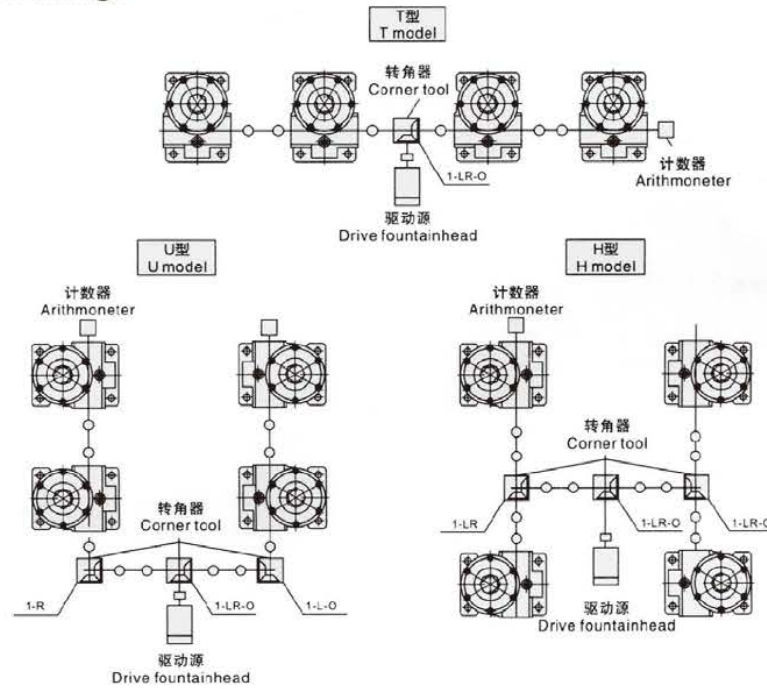 T型
T model
转角器
Corner tool
1-LR-O
计数器
Arithmoneter
驱动源
Drive fountainhead
U型
U model
计数器
Arithmoneter
转角器
Corner tool
1-R
1-LR-O
1-L-O
驱动源
Drive fountainhead
H型
H model
计数器
Arithmoneter
转角器
Corner tool
1-LR
1-LR-O
1-LR-O
驱动源
Drive fountainhead